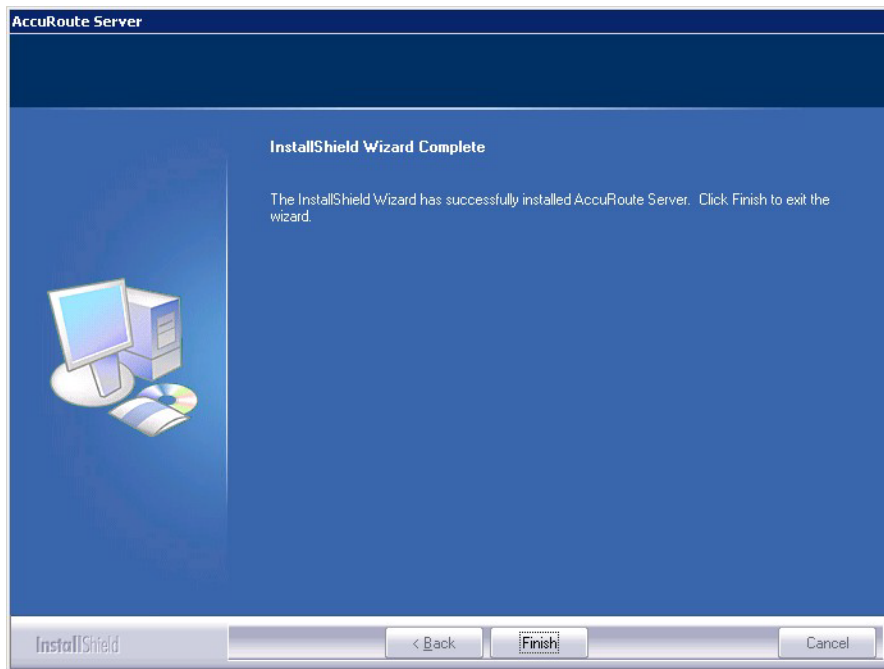 AccuRoute Server
InstallShield Wizard Complete
The InstallShield Wizard has successfully installed AccuRoute Server. Click Finish to exit the
wizard.
InstallShield
< Back
Finish
Cancel